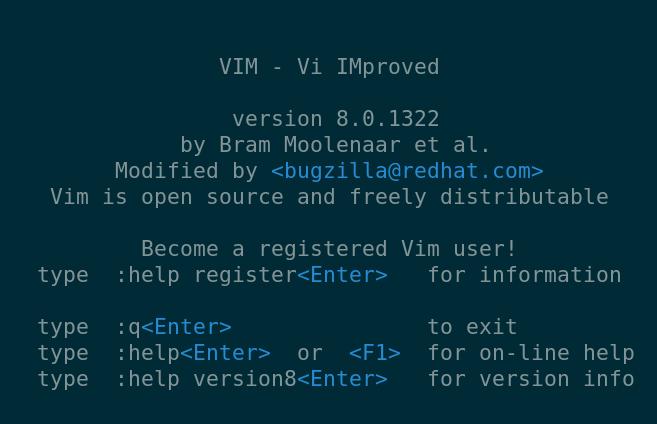 VIM - Vi IMproved
version 8.0.1322
by Bram Moolenaar et al.
Modified by <bugzilla@redhat.com>
Vim is open source and freely distributable
Become a registered Vim user!
type  :help register<Enter>   for information
type  :q<Enter>               to exit
type  :help<Enter>  or  <F1>  for on-line help
type  :help version8<Enter>   for version info